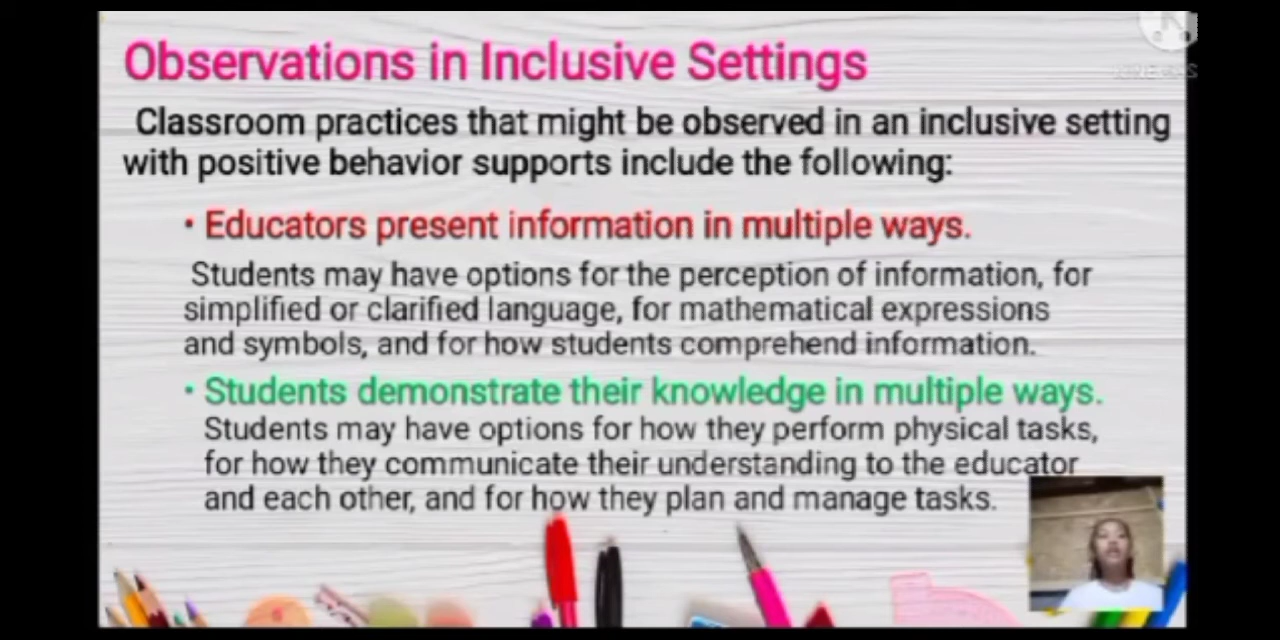 Observations in Inclusive Settings
Classroom practices that might be observed in an inclusive setting
with positive behavior supports include the following:
• Educators present information in multiple ways.
Students may have options for the perception of information, for
simplified or clarified language, for mathematical expressions
and symbols, and for how students comprehend information.
• Students demonstrate their knowledge in multiple ways.
Students may have options for how they perform physical tasks,
for how they communicate their understanding to the educator
and each other, and for how they plan and manage tasks.